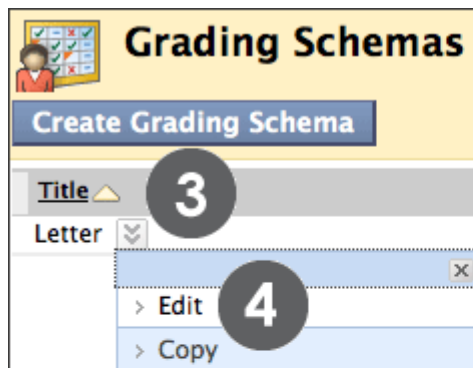 Grading Schemas
Create Grading Schema
Title
3
Letter
4
> Edit
> Copy